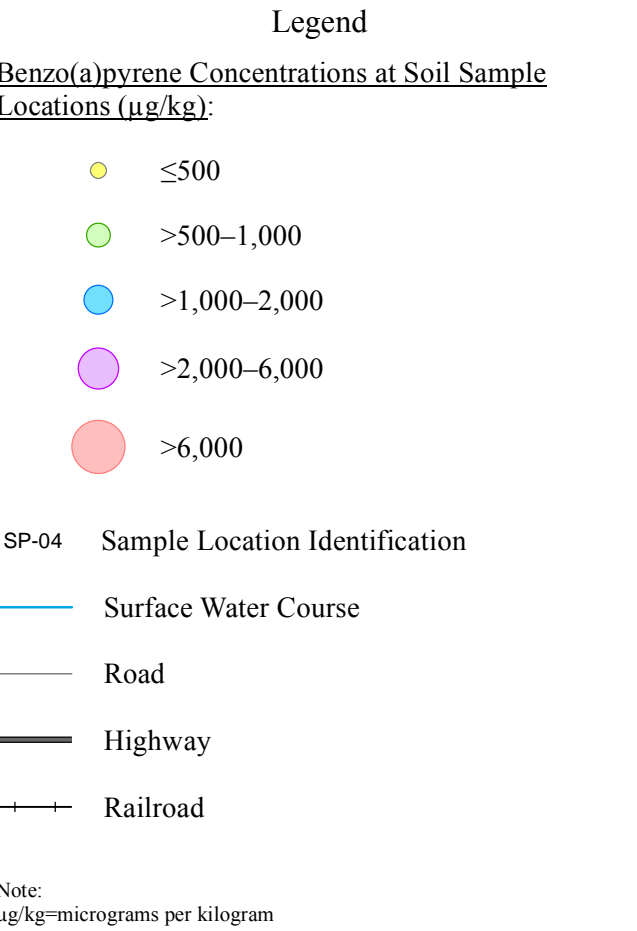 Legend
Benzo(a)pyrene Concentrations at Soil Sample
Locations (µg/kg):
≤500
>500–1,000
>1,000–2,000
>2,000–6,000
>6,000
SP-04 Sample Location Identification
Surface Water Course
Road
Highway
Railroad
Note:
µg/kg=micrograms per kilogram